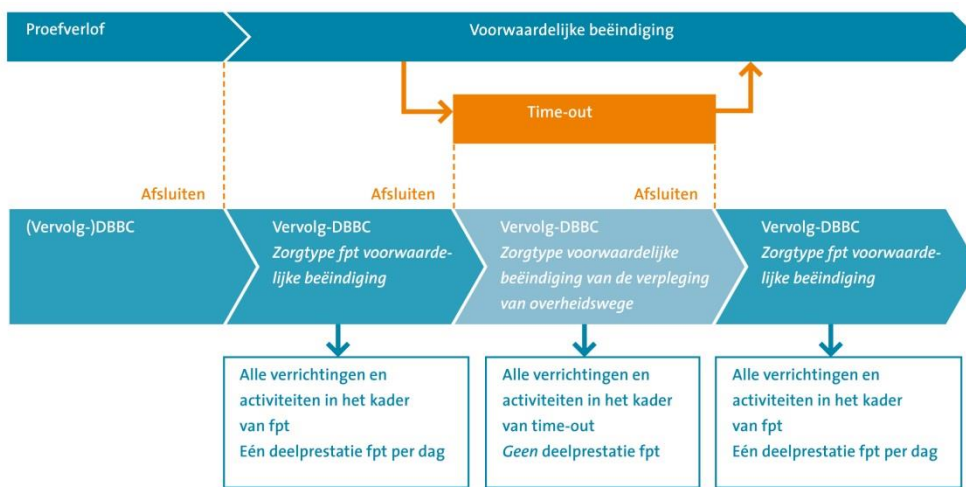 Proefverlof
Voorwaardelijke beëindiging
Time-out
Afsluiten
Afsluiten
Afsluiten
(Vervolg-)DBBC
Vervolg-DBBC
Zorgtype fpt voorwaarde-
lijke beëindiging
Vervolg-DBBC
Zorgtype voorwaardelijke
beëindiging van de verpleging
van overheidswege
Vervolg-DBBC
Zorgtype fpt voorwaarde-
lijke beëindiging
Alle verrichtingen en
activiteiten in het kader
van fpt
Eén deelprestatie fpt per dag
Alle verrichtingen en
activiteiten in het kader
van time-out
Geen deelprestatie fpt
Alle verrichtingen en
activiteiten in het kader
van fpt
Eén deelprestatie fpt per dag